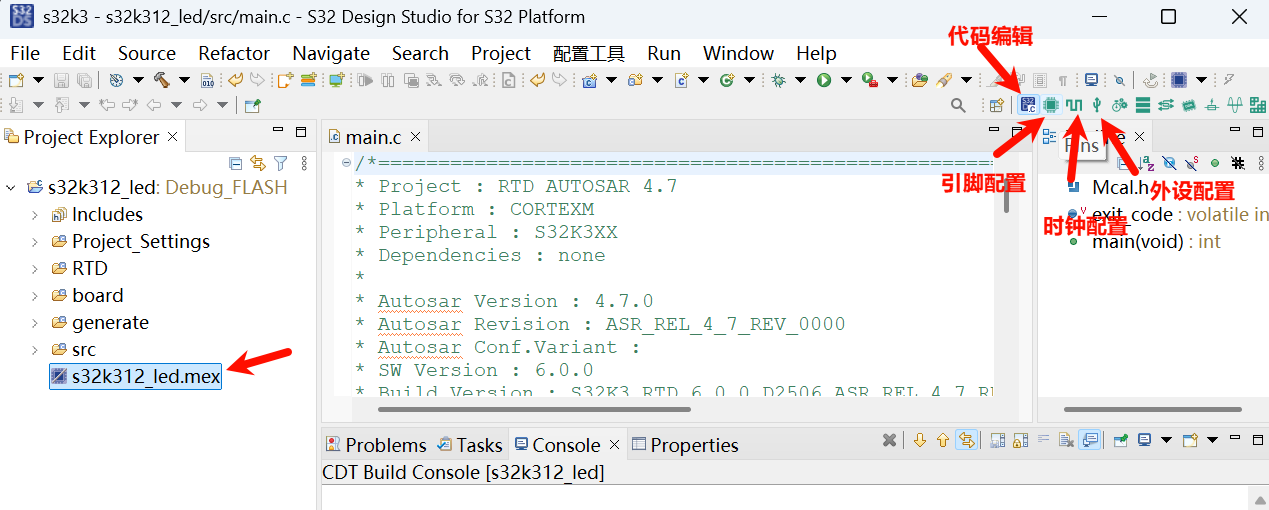 s32k3 - s32k312_led/src/main.c - S32 Design Studio for S32 Platform
File Edit Source Refactor Navigate Search Project 配置工具 Run Window Help
代码编辑
Project Explorer
main.c
Pins
引脚配置
时钟配置
外设配置
s32k312_led: Debug_FLASH
Includes
Project_Settings
RTD
board
generate
src
s32k312_led.mex
/*==================================================
* Project : RTD AUTOSAR 4.7
* Platform : CORTEXM
* Peripheral : S32K3XX
* Dependencies : none
*
* Autosar Version : 4.7.0
* Autosar Revision : ASR_REL_4_7_REV_0000
* Autosar Conf.Variant :
* SW Version : 6.0.0
* Build Version : S32K3_RTD_6_0_0_D2506_ASR_REL_4_7_RE
Mcal.h
exit_code : volatile in
main(void) : int
Problems Tasks Console Properties
CDT Build Console [s32k312_led]